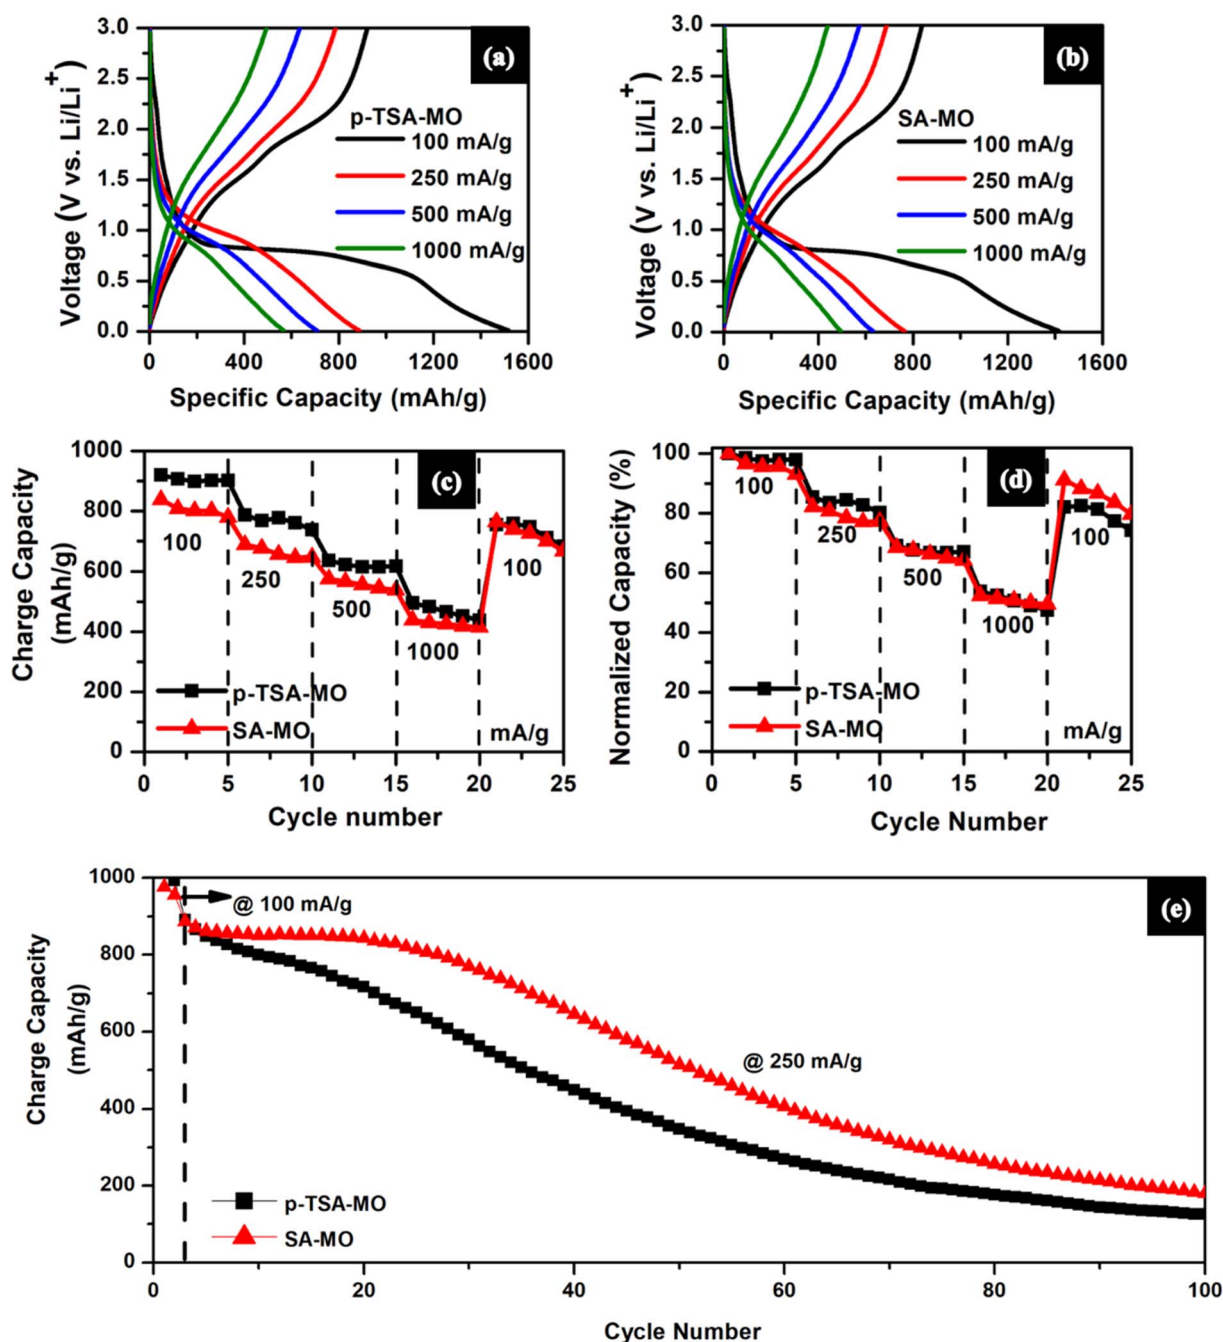 (a)
3.0
2.5
2.0
1.5
1.0
0.5
0.0
Voltage (V vs. Li/Li+)
p-TSA-MO
100 mA/g
250 mA/g
500 mA/g
1000 mA/g
0 400 800 1200 1600
Specific Capacity (mAh/g)
(b)
3.0
2.5
2.0
1.5
1.0
0.5
0.0
Voltage (V vs. Li/Li+)
SA-MO
100 mA/g
250 mA/g
500 mA/g
1000 mA/g
0 400 800 1200 1600
Specific Capacity (mAh/g)
(c)
1000
800
600
400
200
0
Charge Capacity
(mAh/g)
100
250
500
1000
100
p-TSA-MO
SA-MO
mA/g
0 5 10 15 20 25
Cycle number
(d)
100
80
60
40
20
0
Normalized Capacity (%)
100
250
500
1000
100
p-TSA-MO
SA-MO
mA/g
0 5 10 15 20 25
Cycle Number
(e)
1000
800
600
400
200
0
Charge Capacity
(mAh/g)
@ 100 mA/g
@ 250 mA/g
p-TSA-MO
SA-MO
0 20 40 60 80 100
Cycle Number